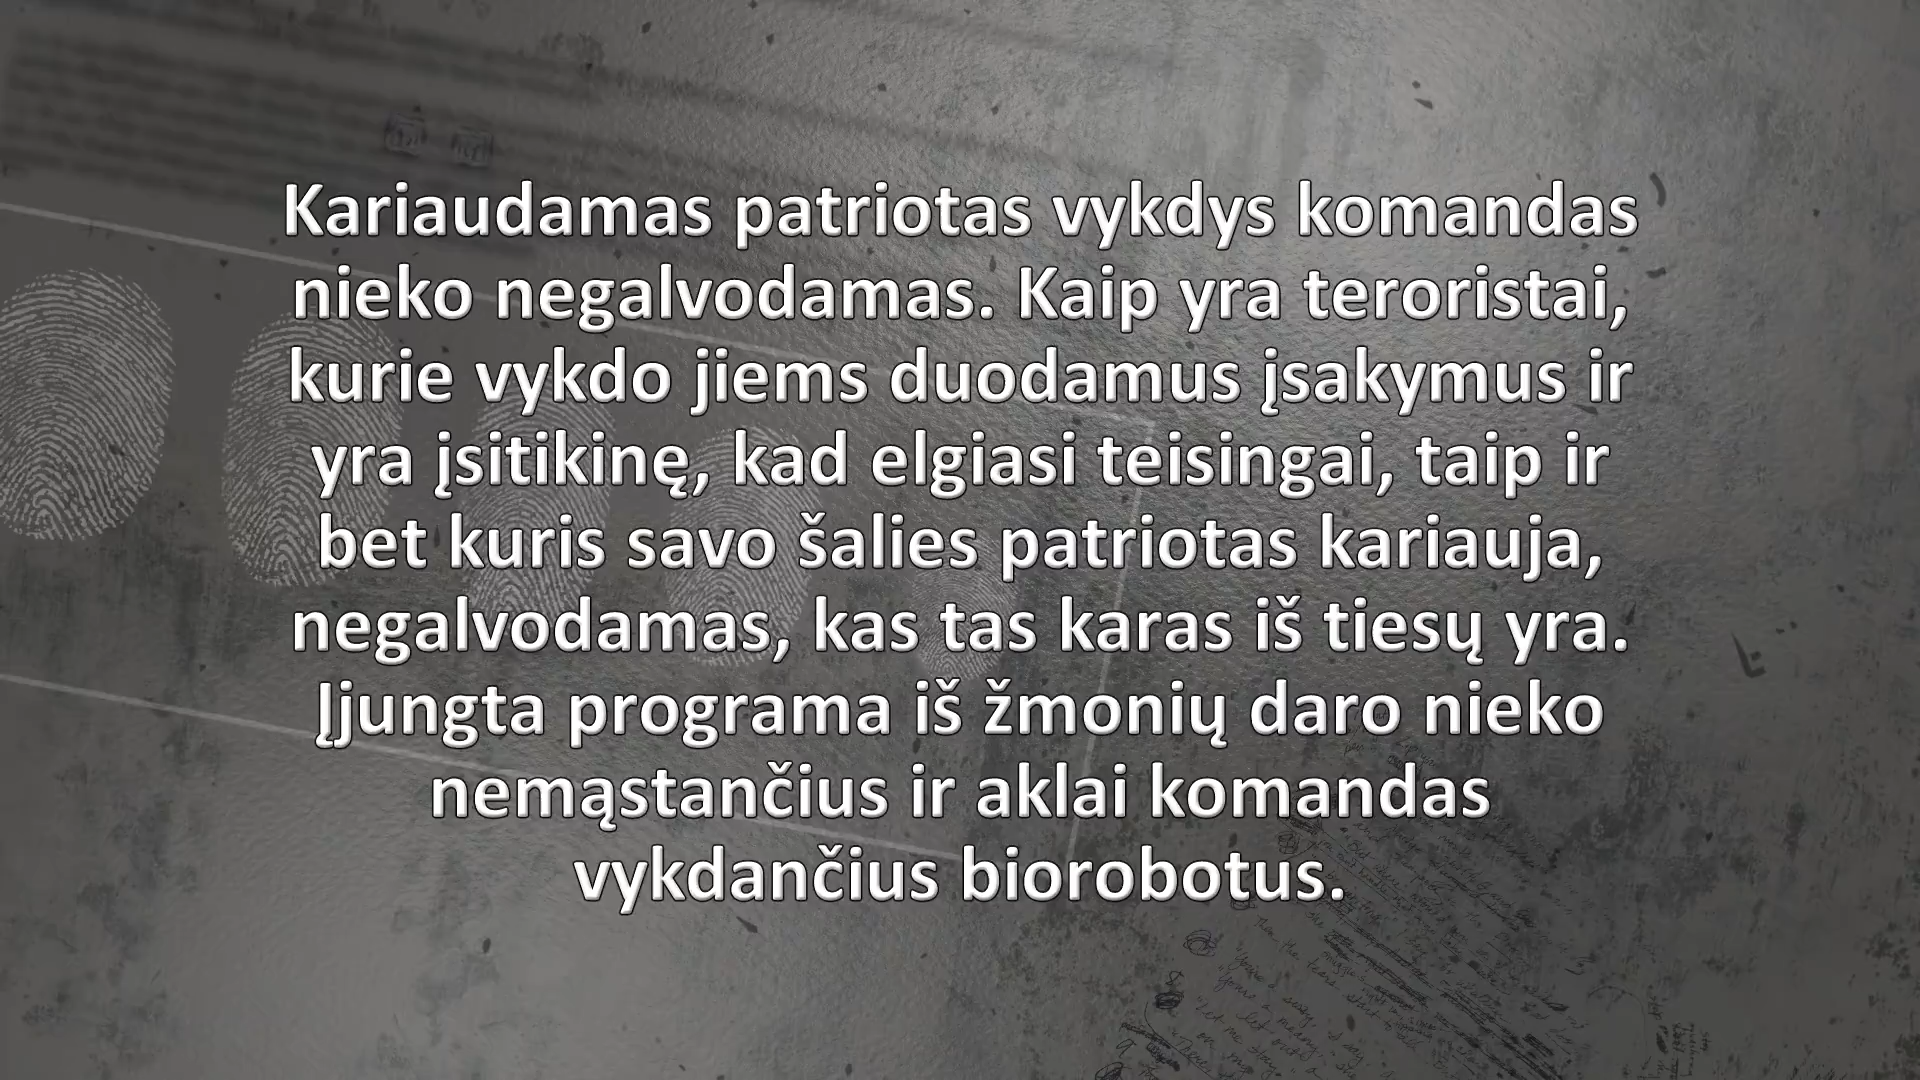 Kariaudamas patriotas vykdys komandas
nieko negalvodamas. Kaip yra teroristai,
kurie vykdo jiems duodamus įsakymus ir
yra įsitikinę, kad elgiasi teisingai, taip ir
bet kuris savo šalies patriotas kariauja,
negalvodamas, kas tas karas iš tiesų yra.
Įjungta programa iš žmonių daro nieko
nemąstančius ir aklai komandas
vykdančius biorobotus.